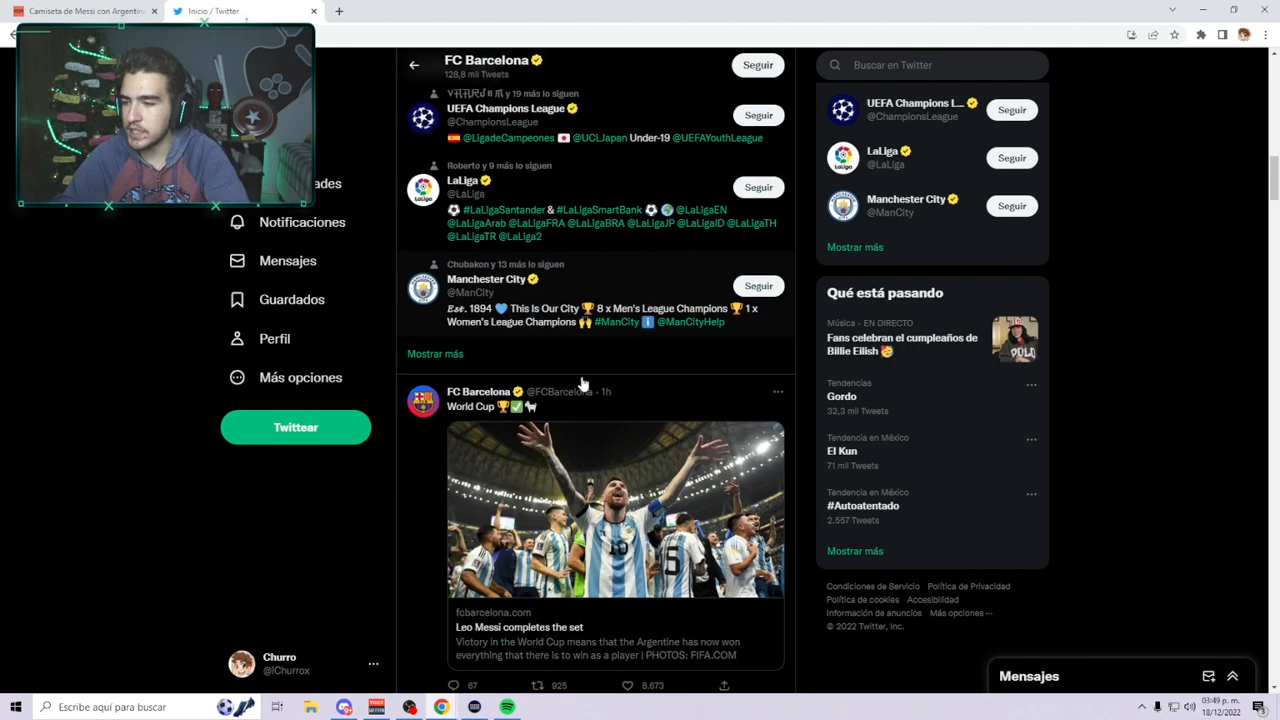 Camiseta de Messi con Argentina
Inicio / Twitter
FC Barcelona
128,8 mil Tweets
Seguir
y 19 más lo siguen
UEFA Champions League
@ChampionsLeague
Seguir
🇪🇸 @LigadeCampeones 🇯🇵 @UCLJapan Under-19 @UEFAYouthLeague
Roberto y 9 más lo siguen
LaLiga
@LaLiga
Seguir
⚽ #LaLigaSantander & #LaLigaSmartBank ⚽ 🌍 @LaLigaEN
@LaLigaArab @LaLigaFRA @LaLigaBRA @LaLigaJP @LaLigaID @LaLigaTH
@LaLigaTR @LaLiga2
Chubakon y 13 más lo siguen
Manchester City
@ManCity
Seguir
𝙀𝙨𝙩. 1894 💙 This Is Our City 🏆 8 x Men's League Champions 🏆 1 x
Women's League Champions 🙌 #ManCity ℹ️ @ManCityHelp
Mostrar más
FC Barcelona @FCBarcelona · 1h
World Cup 🏆✅🐐
10
5
fcbarcelona.com
Leo Messi completes the set
Victory in the World Cup means that the Argentine has now won
everything that there is to win as a player | PHOTOS: FIFA.COM
67
925
8.673
ades
Notificaciones
Mensajes
Guardados
Perfil
Más opciones
Twittear
Churro
@lChurrox
Buscar en Twitter
UEFA Champions L...
@ChampionsLeague
Seguir
LaLiga
@LaLiga
Seguir
Manchester City
@ManCity
Seguir
Mostrar más
Qué está pasando
Música · EN DIRECTO
Fans celebran el cumpleaños de
Billie Eilish 🥳
POLO
Tendencias
Gordo
32,3 mil Tweets
Tendencia en México
El Kun
71 mil Tweets
Tendencia en México
#Autoatentado
2.557 Tweets
Mostrar más
Condiciones de Servicio Política de Privacidad
Política de cookies Accesibilidad
Información de anuncios Más opciones ···
© 2022 Twitter, Inc.
Mensajes
Escribe aquí para buscar
03:49 p. m.
18/12/2022